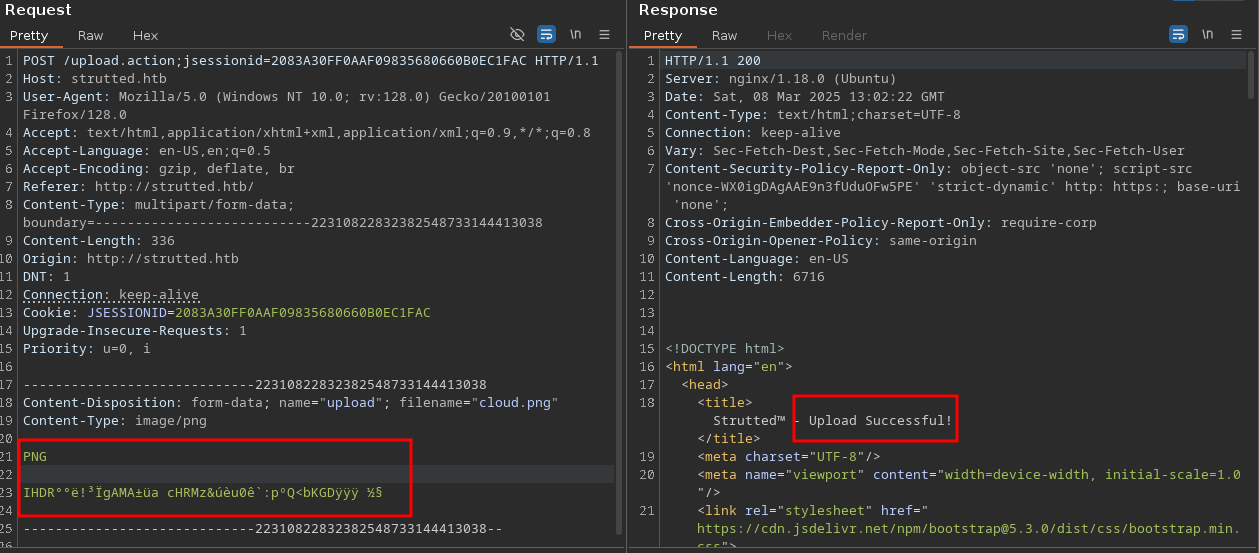 Request
Pretty Raw Hex
\n
1 POST /upload.action;jsessionid=2083A30FF0AAF09835680660B0EC1FAC HTTP/1.1
2 Host: strutted.htb
3 User-Agent: Mozilla/5.0 (Windows NT 10.0; rv:128.0) Gecko/20100101
Firefox/128.0
4 Accept: text/html,application/xhtml+xml,application/xml;q=0.9,*/*;q=0.8
5 Accept-Language: en-US,en;q=0.5
6 Accept-Encoding: gzip, deflate, br
7 Referer: http://strutted.htb/
8 Content-Type: multipart/form-data;
boundary=---------------------------22310822832382548733144413038
9 Content-Length: 336
10 Origin: http://strutted.htb
11 DNT: 1
12 Connection: keep-alive
13 Cookie: JSESSIONID=2083A30FF0AAF09835680660B0EC1FAC
14 Upgrade-Insecure-Requests: 1
15 Priority: u=0, i
16
17 -----------------------------22310822832382548733144413038
18 Content-Disposition: form-data; name="upload"; filename="cloud.png"
19 Content-Type: image/png
20
21 PNG
22
23 IHDR°°ë!³ÏgAMA±üa cHRMz&úèu0ê`:pºQ<bKGDÿÿÿ ½§
24
25 -----------------------------22310822832382548733144413038--
26
Response
Pretty Raw Hex Render
\n
1 HTTP/1.1 200
2 Server: nginx/1.18.0 (Ubuntu)
3 Date: Sat, 08 Mar 2025 13:02:22 GMT
4 Content-Type: text/html;charset=UTF-8
5 Connection: keep-alive
6 Vary: Sec-Fetch-Dest,Sec-Fetch-Mode,Sec-Fetch-Site,Sec-Fetch-User
7 Content-Security-Policy-Report-Only: object-src 'none'; script-src
'nonce-WX0igDAgAAE9n3fUduOFw5PE' 'strict-dynamic' http: https:; base-uri
'none';
8 Cross-Origin-Embedder-Policy-Report-Only: require-corp
9 Cross-Origin-Opener-Policy: same-origin
10 Content-Language: en-US
11 Content-Length: 6716
12
13
14
15 <!DOCTYPE html>
16 <html lang="en">
17 <head>
18 <title>
Strutted™ - Upload Successful!
</title>
19 <meta charset="UTF-8"/>
20 <meta name="viewport" content="width=device-width, initial-scale=1.0
"/>
21 <link rel="stylesheet" href="
https://cdn.jsdelivr.net/npm/bootstrap@5.3.0/dist/css/bootstrap.min.
css">